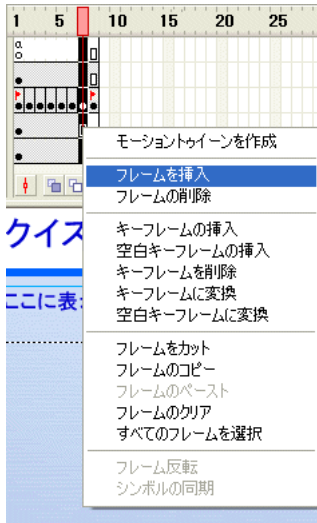 1 5 10 15 20 25
a
モーショントゥイーンを作成
フレームを挿入
フレームの削除
クイズ
キーフレームの挿入
空白キーフレームの挿入
キーフレームを削除
ここに表
キーフレームに変換
空白キーフレームに変換
フレームをカット
フレームのコピー
フレームのペースト
フレームのクリア
すべてのフレームを選択
フレーム反転
シンボルの同期